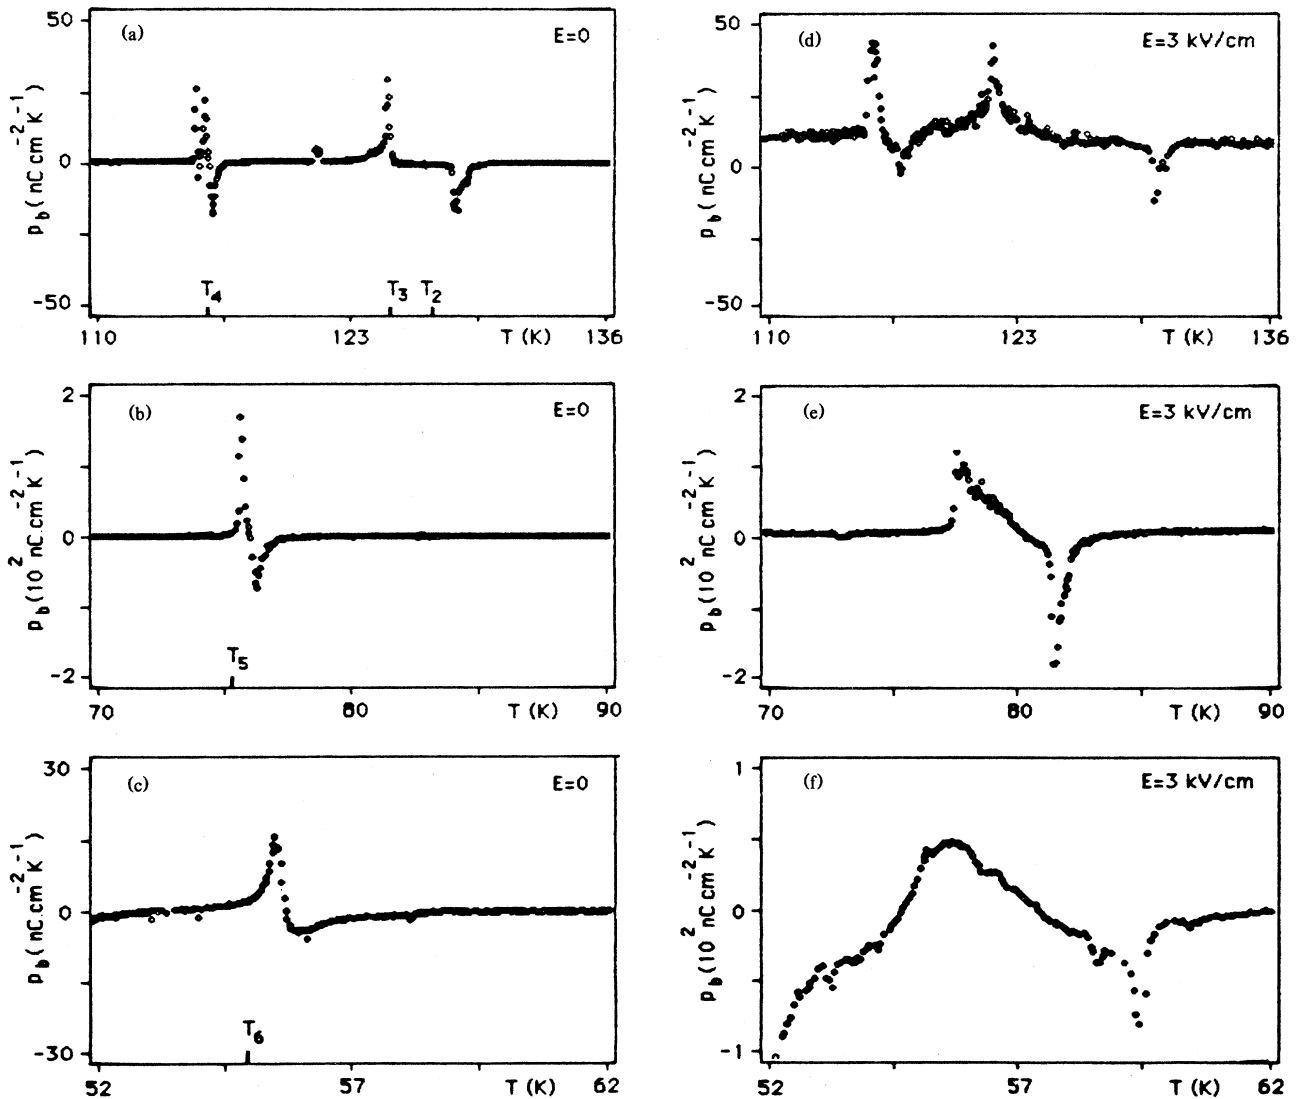 (a) E=0
50
0
-50
p_b (nC cm^-2 K^-1)
T_4 T_3 T_2
110 123 T (K) 136
(d) E=3 kV/cm
50
0
-50
p_b (nC cm^-2 K^-1)
110 123 T (K) 136
(b) E=0
2
0
-2
p_b (10^2 nC cm^-2 K^-1)
T_5
70 80 T (K) 90
(e) E=3 kV/cm
2
0
-2
p_b (10^2 nC cm^-2 K^-1)
70 80 T (K) 90
(c) E=0
30
0
-30
p_b (nC cm^-2 K^-1)
T_6
52 57 T (K) 62
(f) E=3 kV/cm
1
0
-1
p_b (10^2 nC cm^-2 K^-1)
52 57 T (K) 62